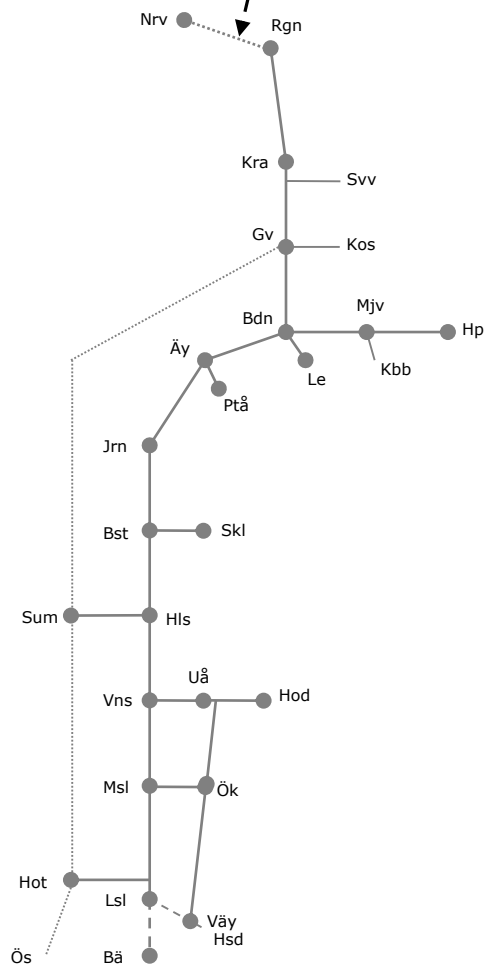 Nrv
Rgn
Kra
Svv
Gv
Kos
Mjv
Bdn
Hp
Äy
Kbb
Le
Ptå
Jrn
Bst
Skl
Sum
Hls
Uå
Vns
Hod
Msl
Ök
Hot
Lsl
Väy
Hsd
Ös
Bä